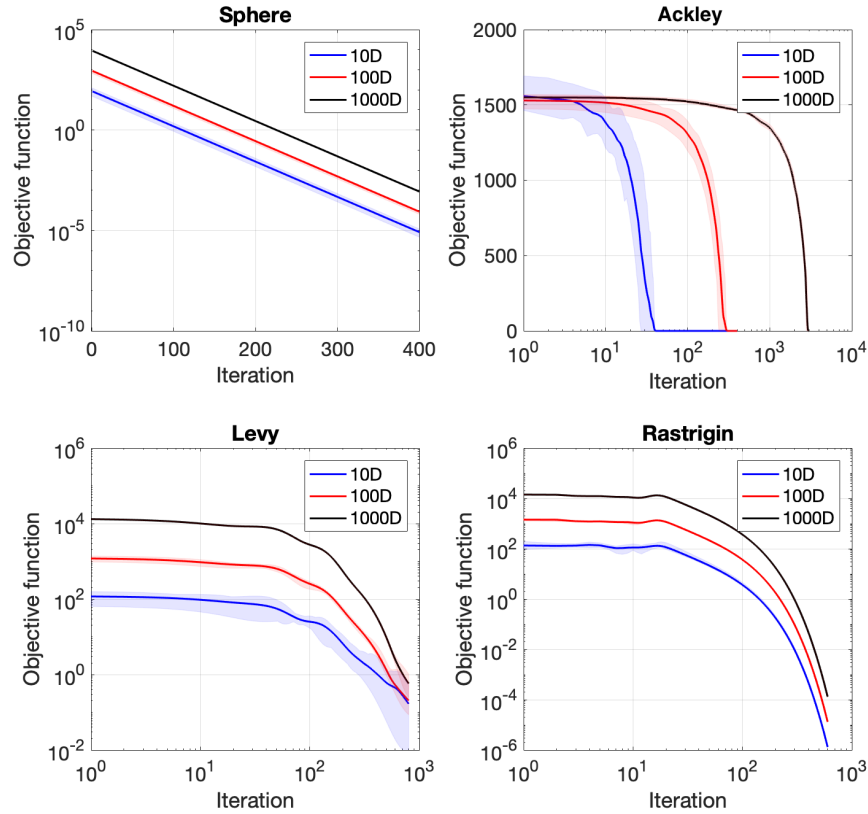 Sphere
10^5
10^0
10^-5
10^-10
0
100
200
300
400
Iteration
Objective function
10D
100D
1000D
Ackley
2000
1500
1000
500
0
10^0
10^1
10^2
10^3
10^4
Iteration
Objective function
10D
100D
1000D
Levy
10^6
10^4
10^2
10^0
10^-2
10^0
10^1
10^2
10^3
Iteration
Objective function
10D
100D
1000D
Rastrigin
10^6
10^4
10^2
10^0
10^-2
10^-4
10^-6
10^0
10^1
10^2
10^3
Iteration
Objective function
10D
100D
1000D